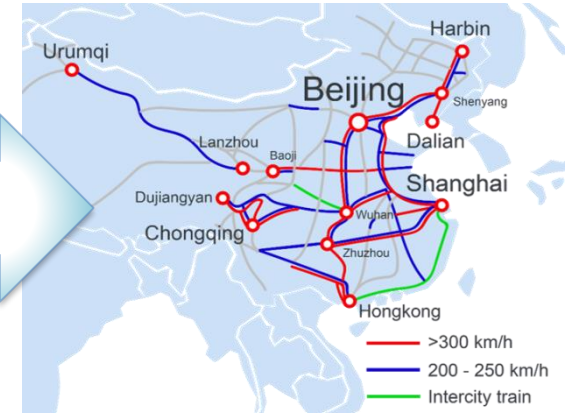 Harbin
Urumqi
Beijing
Shenyang
Dalian
Lanzhou
Baoji
Dujiangyan
Shanghai
Wuhan
Chongqing
Zhuzhou
Hongkong
>300 km/h
200 - 250 km/h
Intercity train